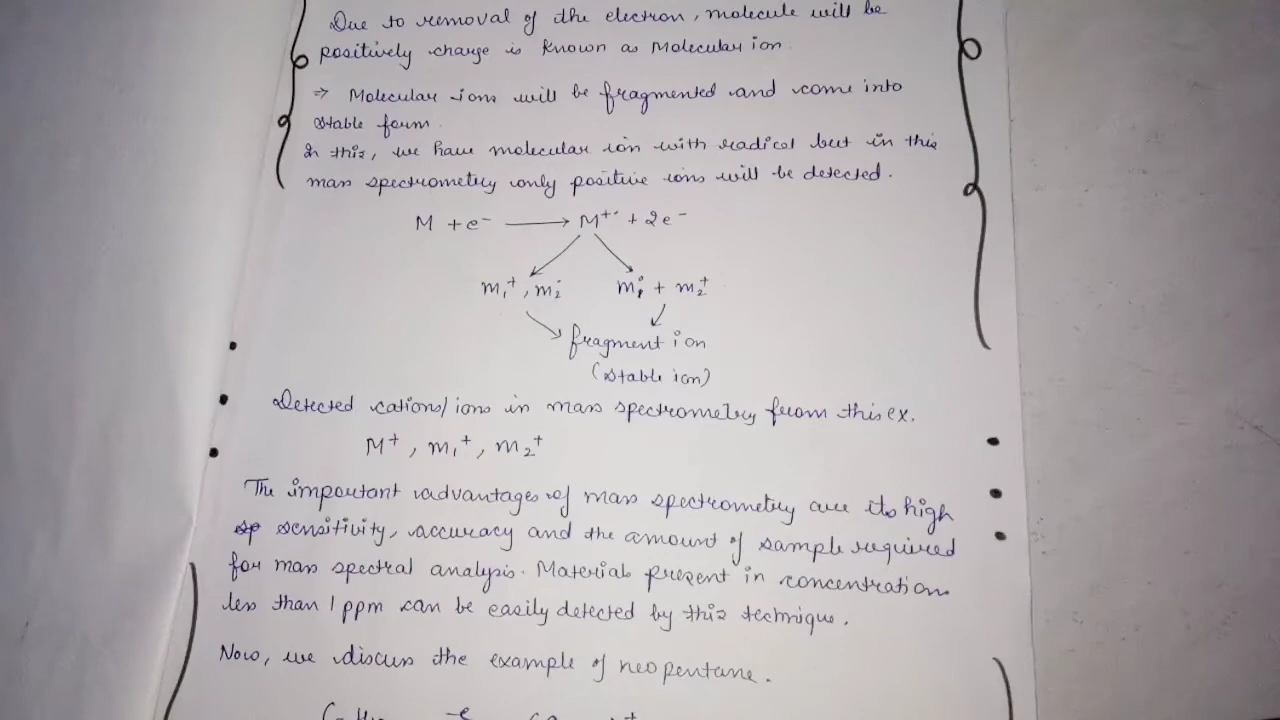 Due to removal of the electron, molecule will be
positively charge is known as Molecular ion
⇒ Molecular ions will be fragmented and come into
stable form.
In this, we have molecular ion with radical but in this
mass spectrometry only positive ions will be detected.
M + e⁻ ⟶ M⁺˙ + 2e⁻
m₁⁺, m₂˙ m₁˙ + m₂⁺
fragment ion
(stable ion)
Detected cations/ions in mass spectrometry from this ex.
M⁺, m₁⁺, m₂⁺
The important advantages of mass spectrometry are its high
sensitivity, accuracy and the amount of sample required
for mass spectral analysis. Materials present in concentration
less than 1 ppm can be easily detected by this technique.
Now, we discuss the example of neopentane.